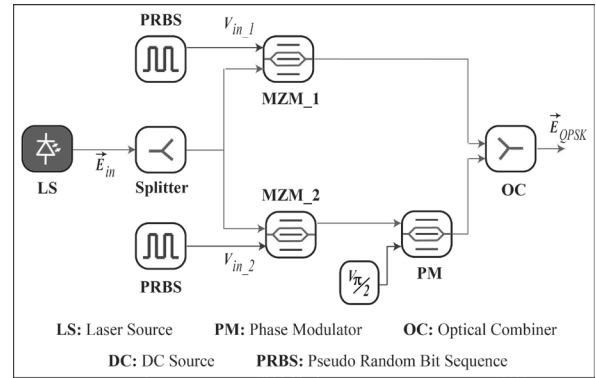 PRBS
V_in_1
MZM_1
E_in
E_QPSK
LS
Splitter
MZM_2
OC
V_in_2
Vπ/2
PRBS
PM
LS: Laser Source PM: Phase Modulator OC: Optical Combiner
DC: DC Source PRBS: Pseudo Random Bit Sequence